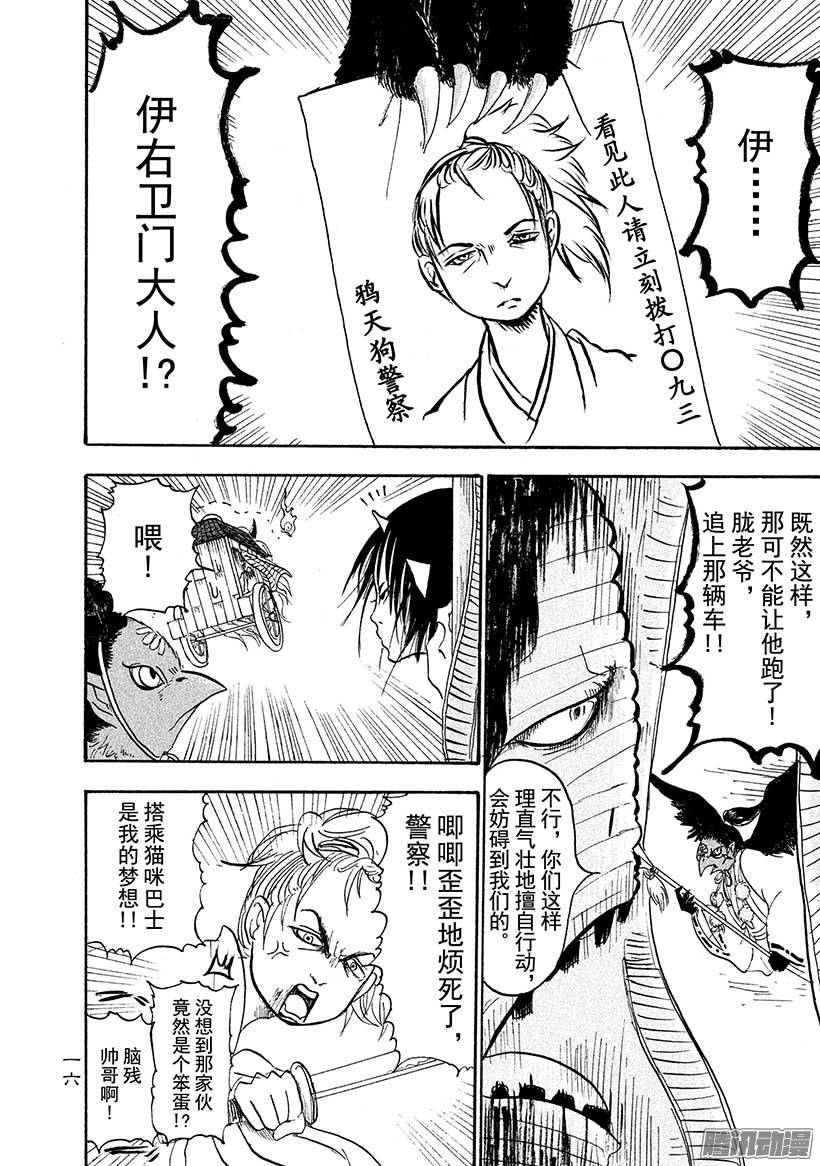 伊……
看见此人请立刻拨打〇九三
鸦天狗警察
伊右卫门大人！？
既然这样，
那可不能让他跑了！
胧老爷，
追上那辆车！！
不行，你们这样
理直气壮地擅自行动，
会妨碍到我们的。
喂！
唧唧歪歪地烦死了，
警察！！
搭乘猫咪巴士
是我的梦想！！
没想到那家伙
竟然是个笨蛋！？
脑残
帅哥啊！
一六
腾讯动漫